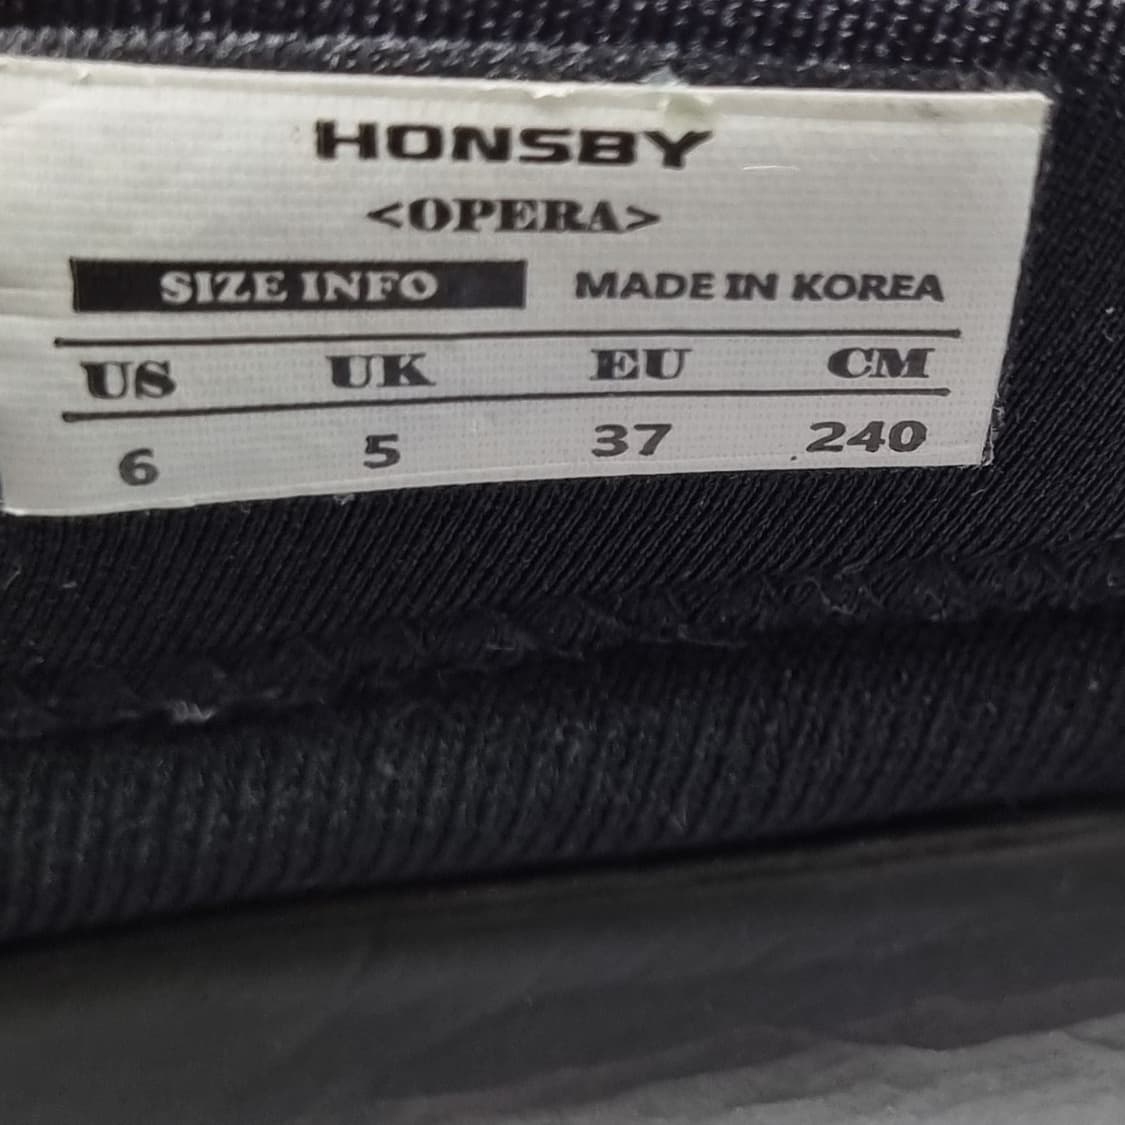 HONSBY
<OPERA>
SIZE INFO MADE IN KOREA
US UK EU CM
6 5 37 240